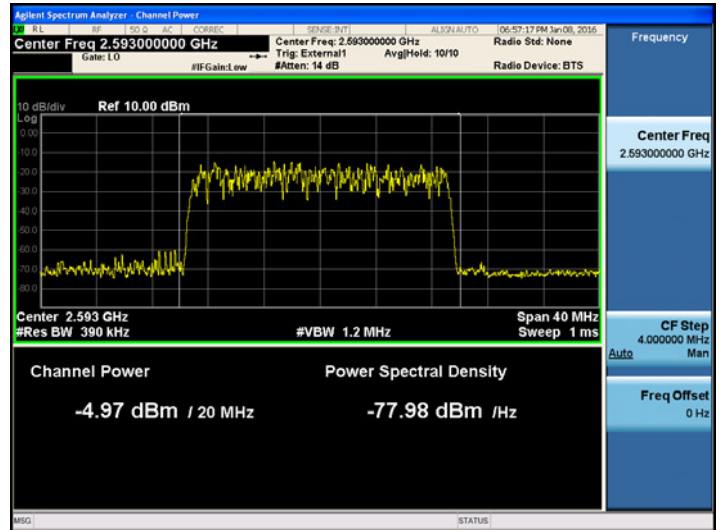 Agilent Spectrum Analyzer - Channel Power
RL RF 50 Ω AC CORREC SENSE:INT ALIGN AUTO 06:57:17 PM Jan 08, 2016
Center Freq 2.593000000 GHz
Center Freq: 2.593000000 GHz Radio Std: None
Gate: LO Trig: External1 Avg|Hold: 10/10
#IFGain:Low #Atten: 14 dB Radio Device: BTS
Frequency
10 dB/div Ref 10.00 dBm
Log
0.00
-10.0
-20.0
-30.0
-40.0
-50.0
-60.0
-70.0
-80.0
Center 2.593 GHz Span 40 MHz
#Res BW 390 kHz #VBW 1.2 MHz Sweep 1 ms
Channel Power Power Spectral Density
-4.97 dBm / 20 MHz -77.98 dBm /Hz
Center Freq
2.593000000 GHz
CF Step
4.000000 MHz
Auto Man
Freq Offset
0 Hz
MSG STATUS